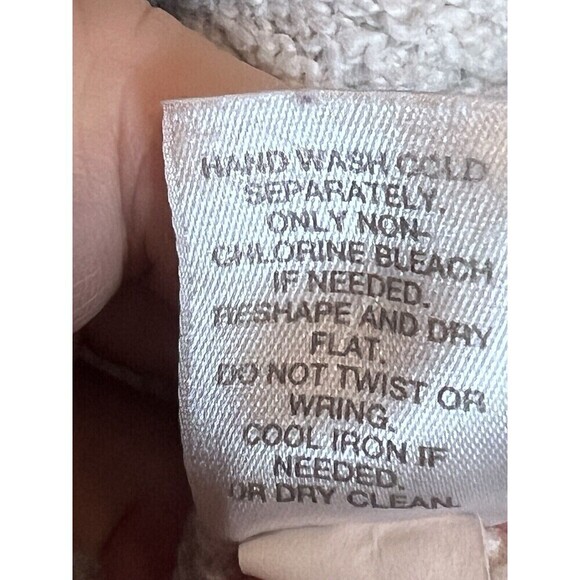 HAND WASH COLD
SEPARATELY.
ONLY NON-
CHLORINE BLEACH
IF NEEDED.
RESHAPE AND DRY
FLAT.
DO NOT TWIST OR
WRING.
COOL IRON IF
NEEDED.
OR DRY CLEAN.